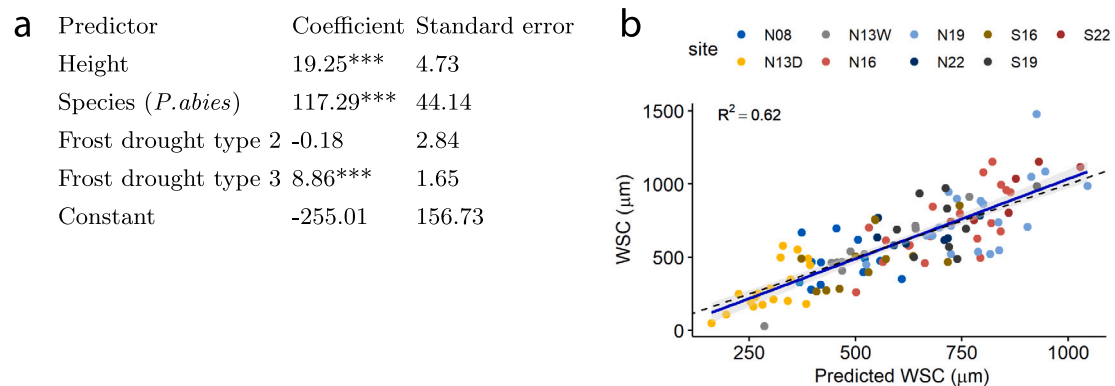 a
Predictor Coefficient Standard error
Height 19.25*** 4.73
Species (P.abies) 117.29*** 44.14
Frost drought type 2 -0.18 2.84
Frost drought type 3 8.86*** 1.65
Constant -255.01 156.73
b
site N08 N13W N19 S16 S22
N13D N16 N22 S19
R² = 0.62
1500
1000
500
0
WSC (μm)
250 500 750 1000
Predicted WSC (μm)